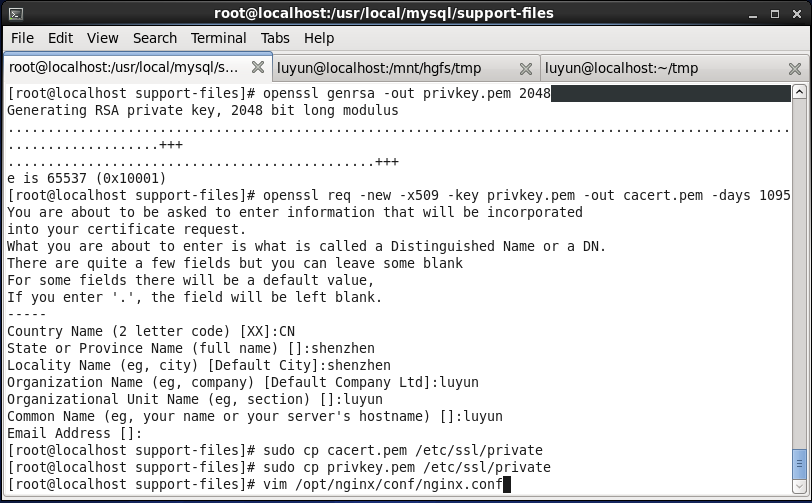 root@localhost:/usr/local/mysql/support-files
File Edit View Search Terminal Tabs Help
root@localhost:/usr/local/mysql/s... luyun@localhost:/mnt/hgfs/tmp luyun@localhost:~/tmp
[root@localhost support-files]# openssl genrsa -out privkey.pem 2048
Generating RSA private key, 2048 bit long modulus
....................................................................................................
...................+++
...............................................+++
e is 65537 (0x10001)
[root@localhost support-files]# openssl req -new -x509 -key privkey.pem -out cacert.pem -days 1095
You are about to be asked to enter information that will be incorporated
into your certificate request.
What you are about to enter is what is called a Distinguished Name or a DN.
There are quite a few fields but you can leave some blank
For some fields there will be a default value,
If you enter '.', the field will be left blank.
-----
Country Name (2 letter code) [XX]:CN
State or Province Name (full name) []:shenzhen
Locality Name (eg, city) [Default City]:shenzhen
Organization Name (eg, company) [Default Company Ltd]:luyun
Organizational Unit Name (eg, section) []:luyun
Common Name (eg, your name or your server's hostname) []:luyun
Email Address []:
[root@localhost support-files]# sudo cp cacert.pem /etc/ssl/private
[root@localhost support-files]# sudo cp privkey.pem /etc/ssl/private
[root@localhost support-files]# vim /opt/nginx/conf/nginx.conf